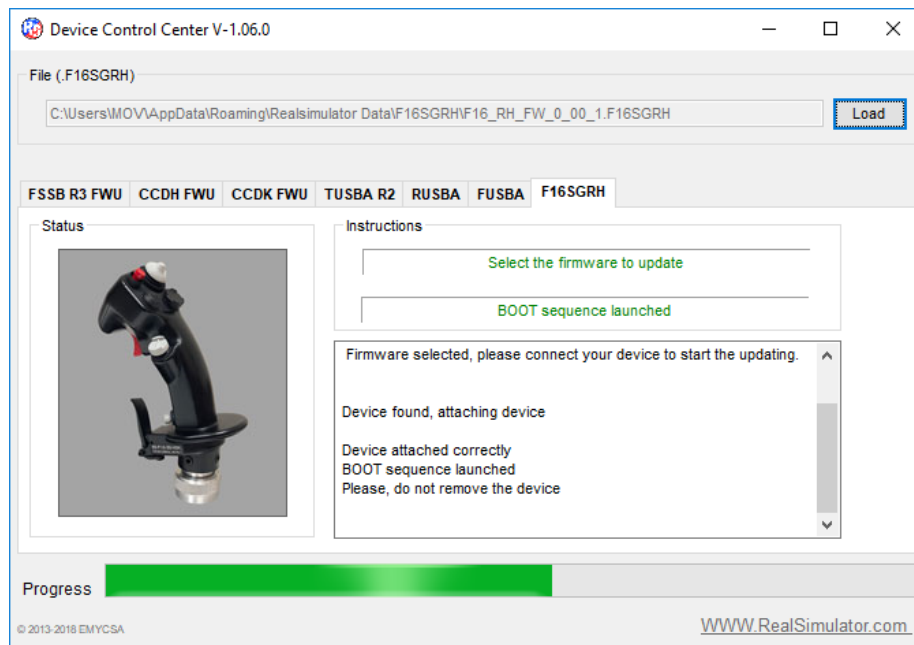 Device Control Center V-1.06.0
File (.F16SGRH)
C:\Users\MOV\AppData\Roaming\Realsimulator Data\F16SGRH\F16_RH_FW_0_00_1.F16SGRH
Load
FSSB R3 FWU CCDH FWU CCDK FWU TUSBA R2 RUSBA FUSBA F16SGRH
Status
Instructions
Select the firmware to update
BOOT sequence launched
Firmware selected, please connect your device to start the updating.
Device found, attaching device
Device attached correctly
BOOT sequence launched
Please, do not remove the device
Progress
© 2013-2018 EMYCSA
WWW.RealSimulator.com